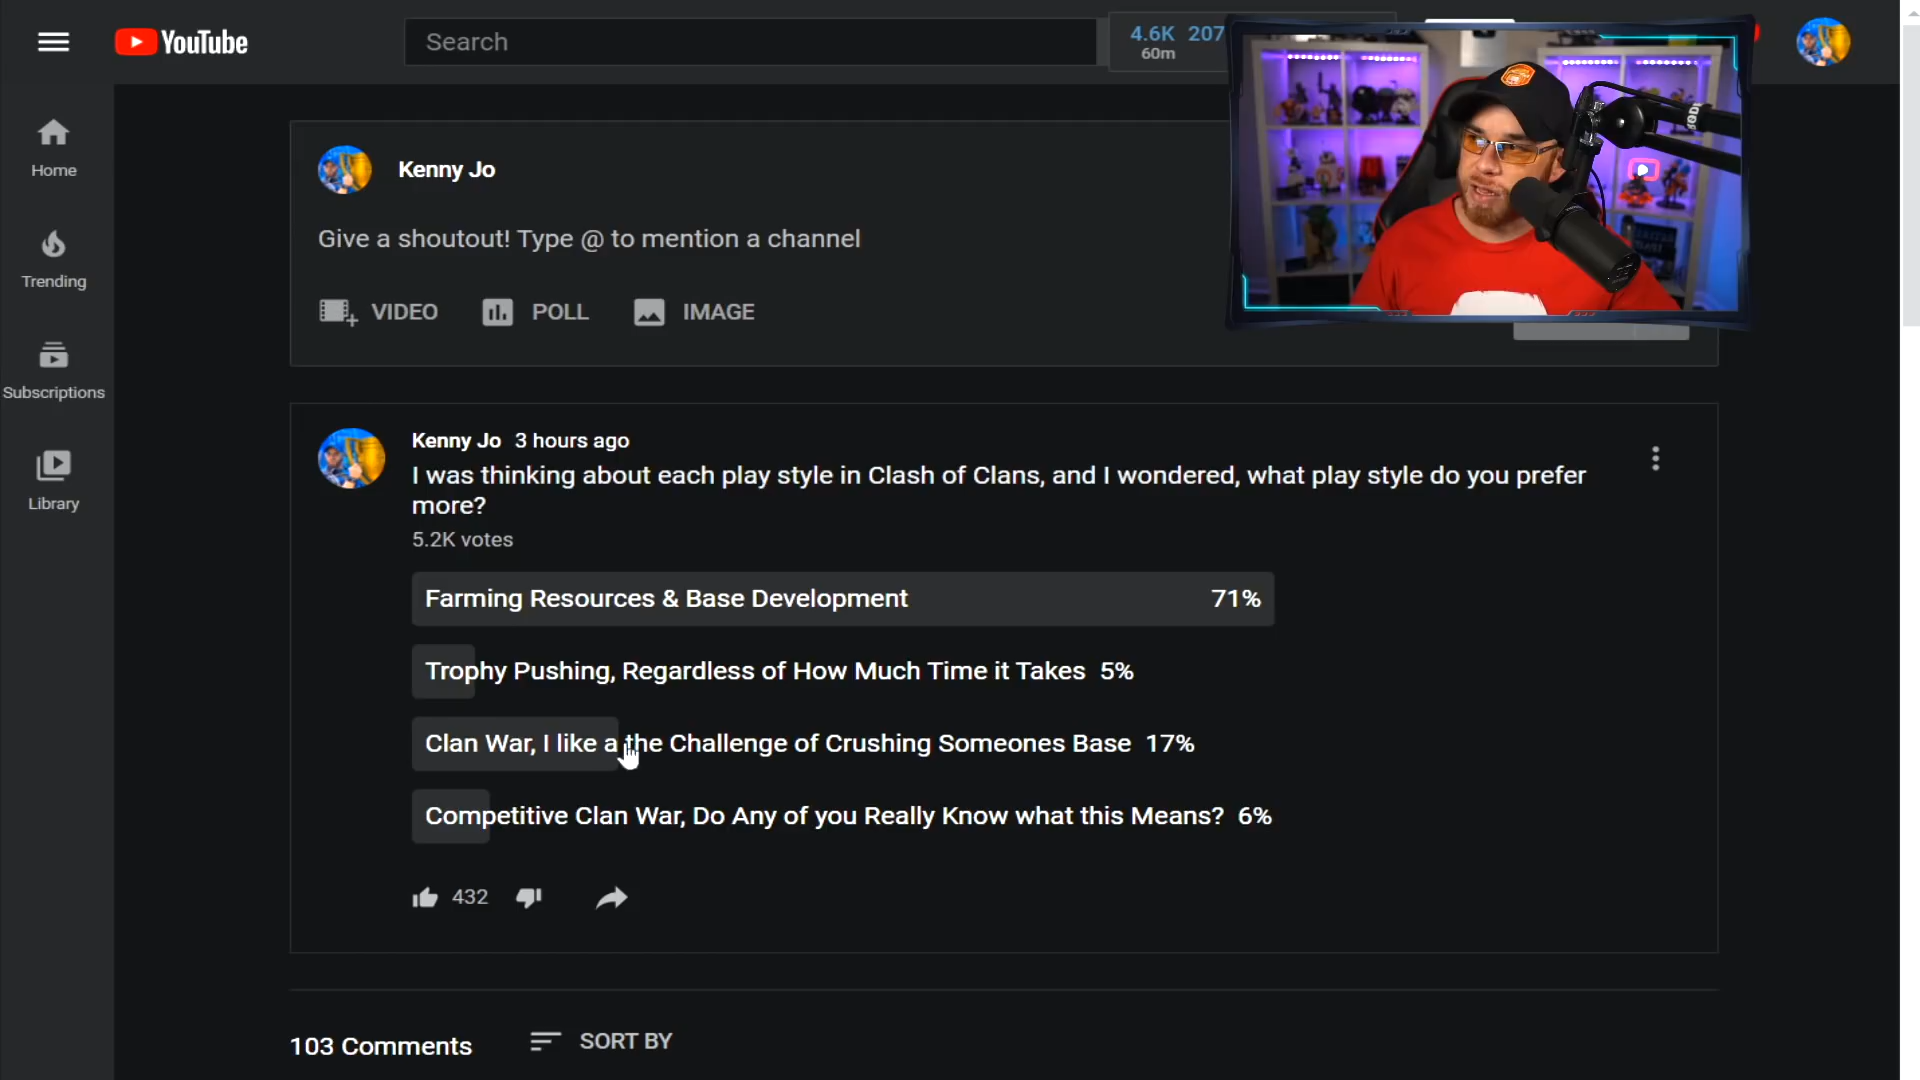 YouTube
Search
4.6K 207
60m
Home
Trending
Subscriptions
Library
Kenny Jo
Give a shoutout! Type @ to mention a channel
VIDEO POLL IMAGE
Kenny Jo 3 hours ago
I was thinking about each play style in Clash of Clans, and I wondered, what play style do you prefer
more?
5.2K votes
Farming Resources & Base Development 71%
Trophy Pushing, Regardless of How Much Time it Takes 5%
Clan War, I like a the Challenge of Crushing Someones Base 17%
Competitive Clan War, Do Any of you Really Know what this Means? 6%
432
103 Comments SORT BY